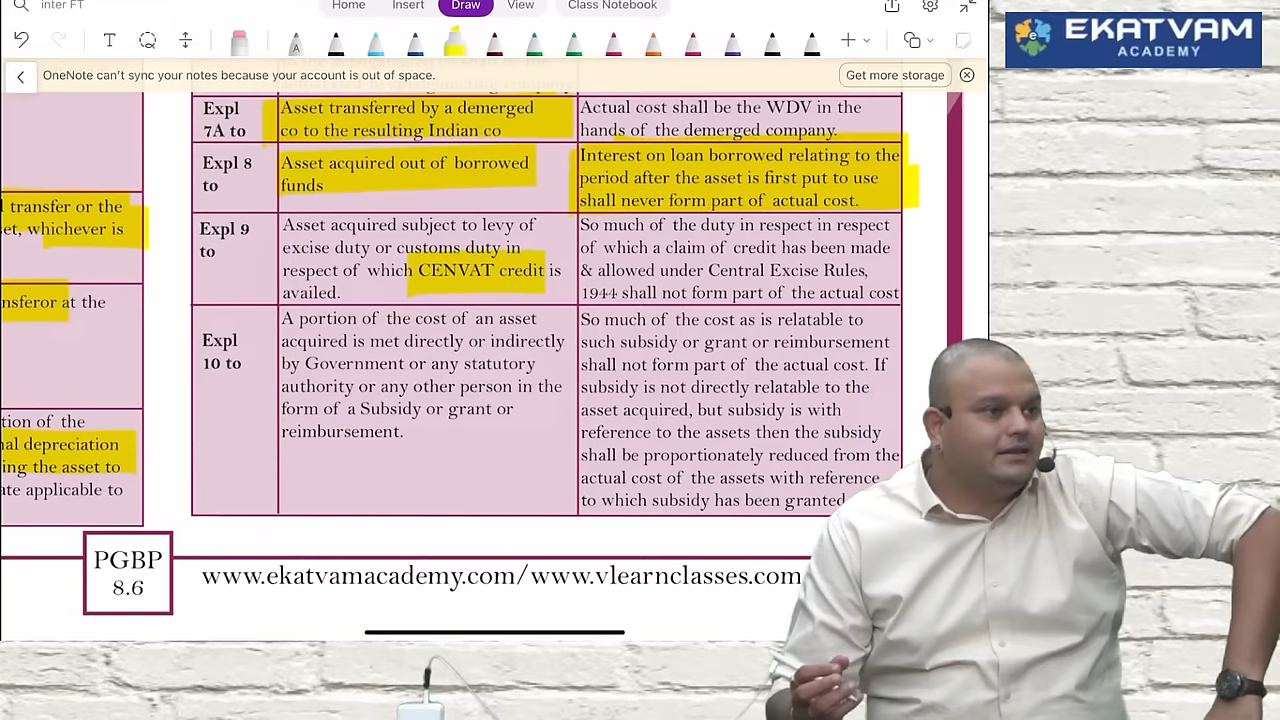 inter FT
Home Insert Draw View Class Notebook
EKATVAM
ACADEMY
OneNote can't sync your notes because your account is out of space.
Get more storage
l transfer or the
et, whichever is
nsferor at the
tion of the
nal depreciation
ing the asset to
ate applicable to
Expl
7A to
Asset transferred by a demerged
co to the resulting Indian co
Actual cost shall be the WDV in the
hands of the demerged company.
Expl 8
to
Asset acquired out of borrowed
funds
Interest on loan borrowed relating to the
period after the asset is first put to use
shall never form part of actual cost.
Expl 9
to
Asset acquired subject to levy of
excise duty or customs duty in
respect of which CENVAT credit is
availed.
So much of the duty in respect in respect
of which a claim of credit has been made
& allowed under Central Excise Rules,
1944 shall not form part of the actual cost
Expl
10 to
A portion of the cost of an asset
acquired is met directly or indirectly
by Government or any statutory
authority or any other person in the
form of a Subsidy or grant or
reimbursement.
So much of the cost as is relatable to
such subsidy or grant or reimbursement
shall not form part of the actual cost. If
subsidy is not directly relatable to the
asset acquired, but subsidy is with
reference to the assets then the subsidy
shall be proportionately reduced from the
actual cost of the assets with reference
to which subsidy has been granted
PGBP
8.6
www.ekatvamacademy.com/www.vlearnclasses.com